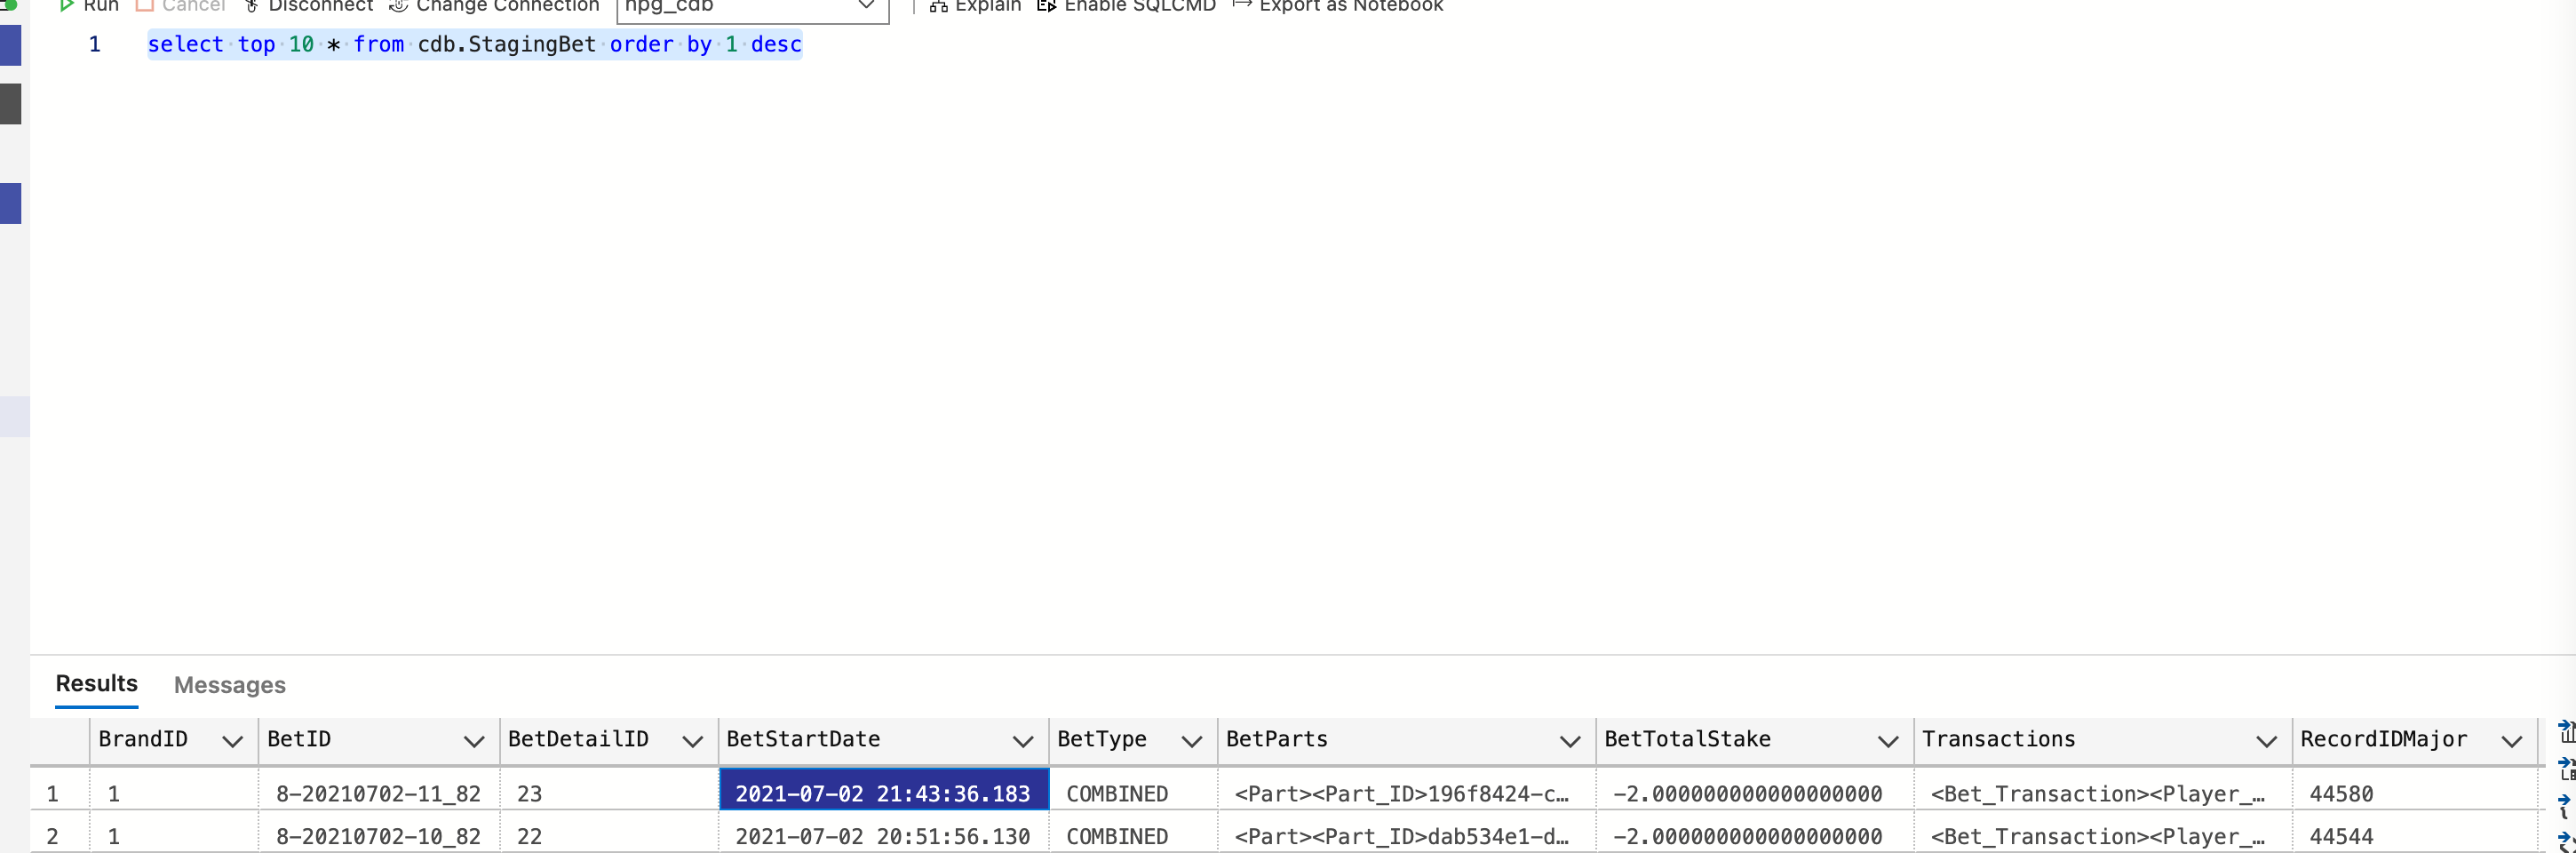 Run Cancel Disconnect Change Connection npg_cdb Explain Enable SQLCMD Export as Notebook
1 select top 10 * from cdb.StagingBet order by 1 desc
Results Messages
BrandID BetID BetDetailID BetStartDate BetType BetParts BetTotalStake Transactions RecordIDMajor
1 1 8-20210702-11_82 23 2021-07-02 21:43:36.183 COMBINED <Part><Part_ID>196f8424-c… -2.000000000000000000 <Bet_Transaction><Player_… 44580
2 1 8-20210702-10_82 22 2021-07-02 20:51:56.130 COMBINED <Part><Part_ID>dab534e1-d… -2.000000000000000000 <Bet_Transaction><Player_… 44544